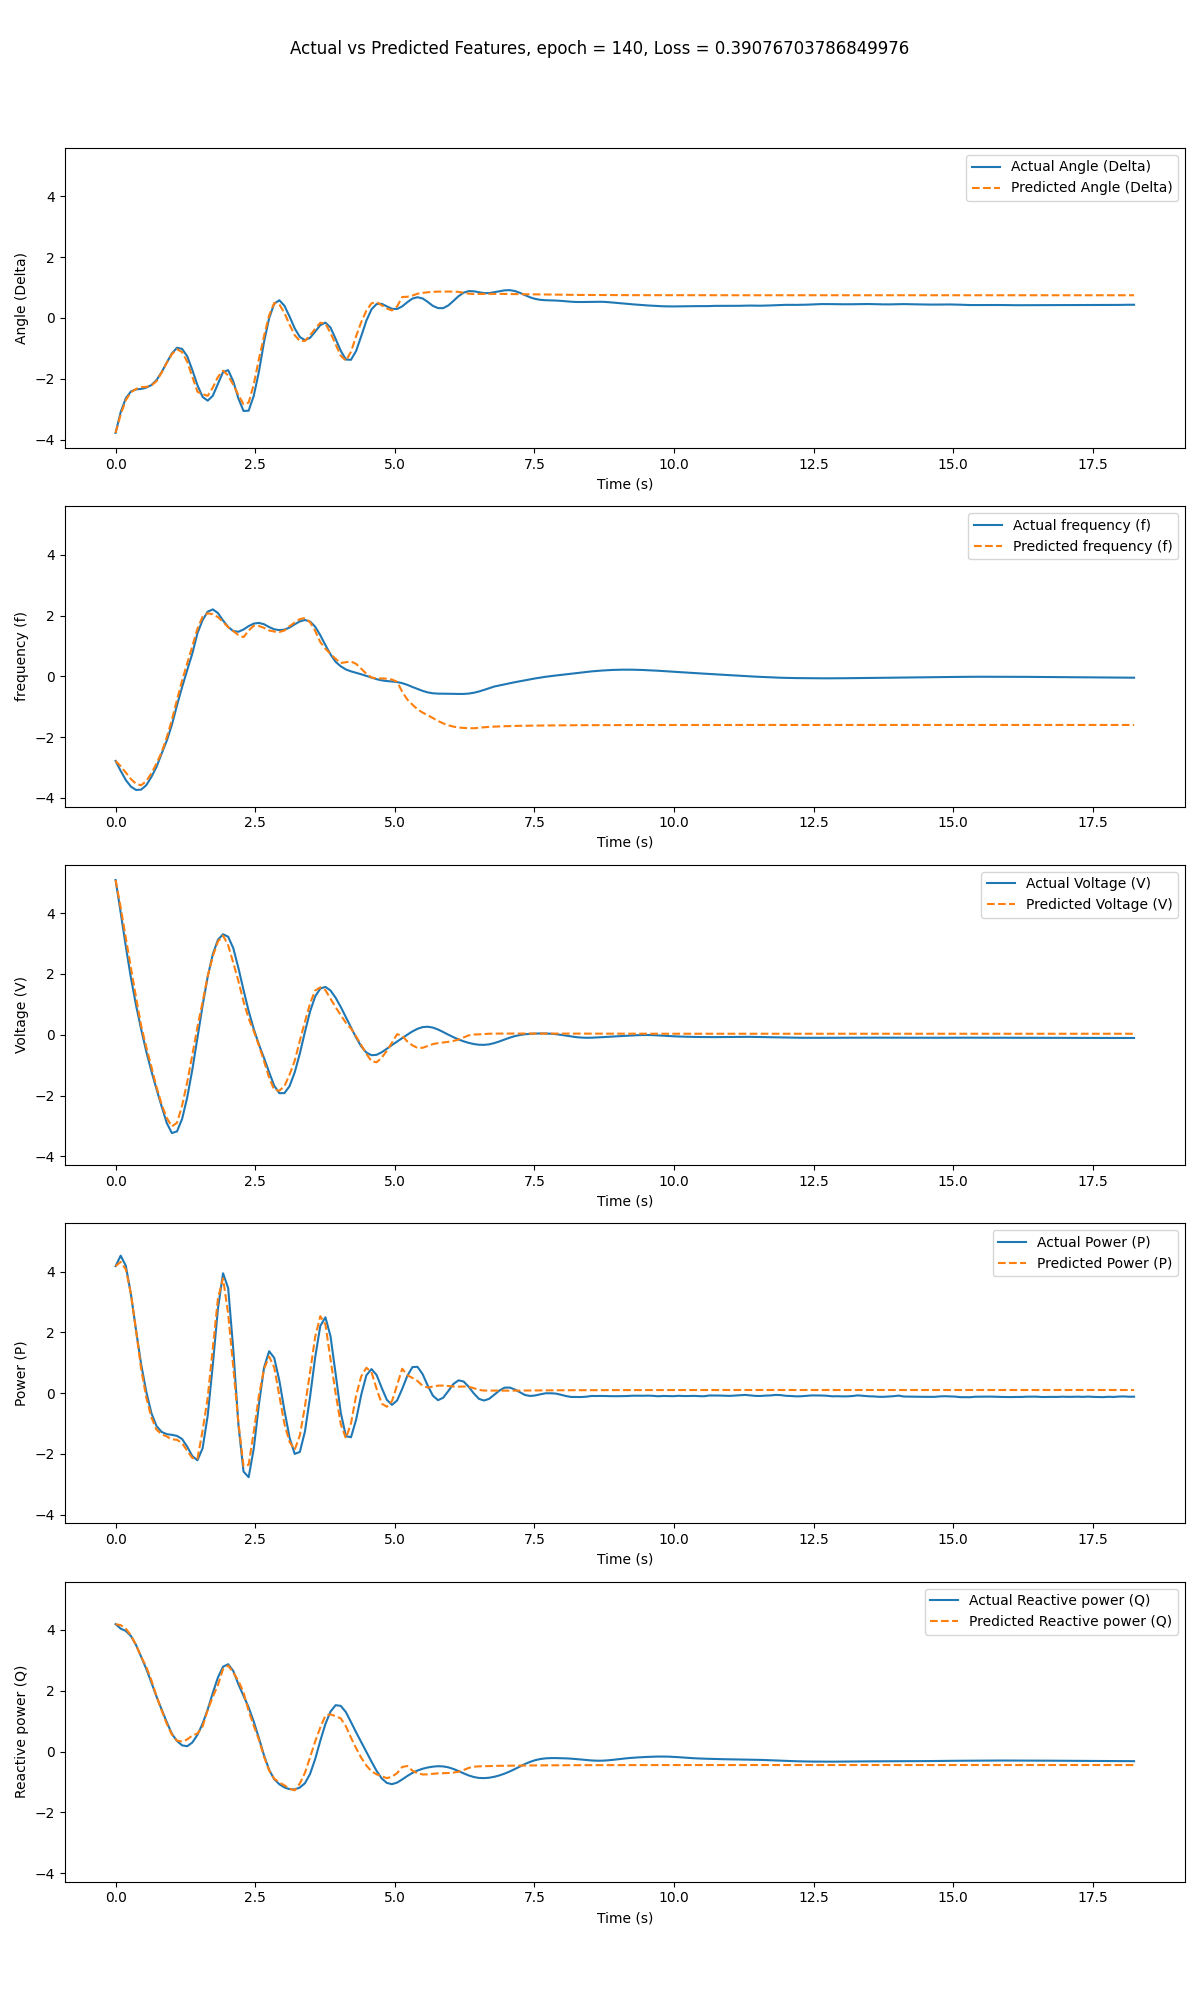 Actual vs Predicted Features, epoch = 140, Loss = 0.39076703786849976
Actual Angle (Delta)
Predicted Angle (Delta)
Angle (Delta)
4
2
0
−2
−4
0.0 2.5 5.0 7.5 10.0 12.5 15.0 17.5
Time (s)
Actual frequency (f)
Predicted frequency (f)
frequency (f)
4
2
0
−2
−4
0.0 2.5 5.0 7.5 10.0 12.5 15.0 17.5
Time (s)
Actual Voltage (V)
Predicted Voltage (V)
Voltage (V)
4
2
0
−2
−4
0.0 2.5 5.0 7.5 10.0 12.5 15.0 17.5
Time (s)
Actual Power (P)
Predicted Power (P)
Power (P)
4
2
0
−2
−4
0.0 2.5 5.0 7.5 10.0 12.5 15.0 17.5
Time (s)
Actual Reactive power (Q)
Predicted Reactive power (Q)
Reactive power (Q)
4
2
0
−2
−4
0.0 2.5 5.0 7.5 10.0 12.5 15.0 17.5
Time (s)